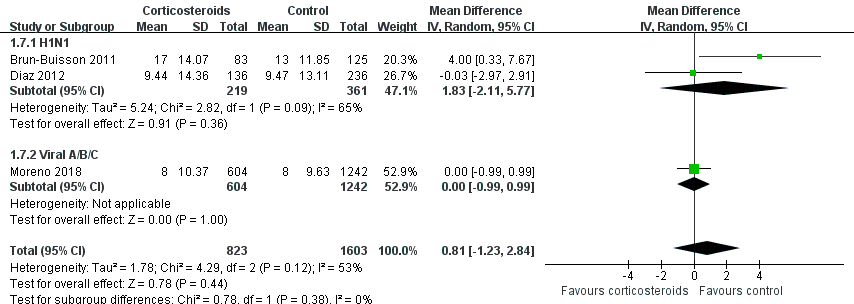 Corticosteroids Control Mean Difference Mean Difference
Study or Subgroup Mean SD Total Mean SD Total Weight IV, Random, 95% CI IV, Random, 95% CI
1.7.1 H1N1
Brun-Buisson 2011 17 14.07 83 13 11.85 125 20.3% 4.00 [0.33, 7.67]
Diaz 2012 9.44 14.36 136 9.47 13.11 236 26.7% -0.03 [-2.97, 2.91]
Subtotal (95% CI) 219 361 47.1% 1.83 [-2.11, 5.77]
Heterogeneity: Tau² = 5.24; Chi² = 2.82, df = 1 (P = 0.09); I² = 65%
Test for overall effect: Z = 0.91 (P = 0.36)
1.7.2 Viral A/B/C
Moreno 2018 8 10.37 604 8 9.63 1242 52.9% 0.00 [-0.99, 0.99]
Subtotal (95% CI) 604 1242 52.9% 0.00 [-0.99, 0.99]
Heterogeneity: Not applicable
Test for overall effect: Z = 0.00 (P = 1.00)
Total (95% CI) 823 1603 100.0% 0.81 [-1.23, 2.84]
Heterogeneity: Tau² = 1.78; Chi² = 4.29, df = 2 (P = 0.12); I² = 53%
Test for overall effect: Z = 0.78 (P = 0.44)
Test for subgroup differences: Chi² = 0.78, df = 1 (P = 0.38), I² = 0%
-4 -2 0 2 4
Favours corticosteroids Favours control